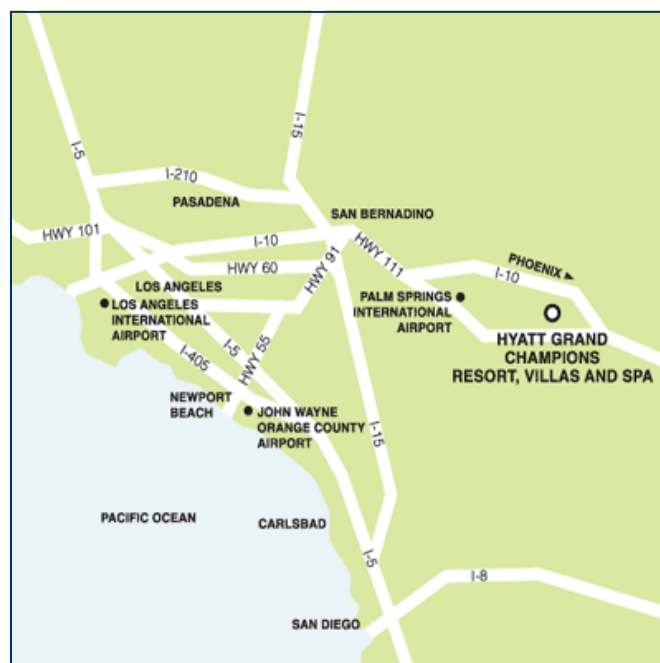 I-15
I-5
I-210
PASADENA
SAN BERNADINO
HWY 101
I-10
HWY 91
HWY 111
PHOENIX
I-10
HWY 60
LOS ANGELES
LOS ANGELES
INTERNATIONAL
AIRPORT
PALM SPRINGS
INTERNATIONAL
AIRPORT
HYATT GRAND
CHAMPIONS
RESORT, VILLAS AND SPA
I-405
I-5
HWY 55
NEWPORT
BEACH
JOHN WAYNE
ORANGE COUNTY
AIRPORT
I-15
PACIFIC OCEAN
CARLSBAD
I-5
I-8
SAN DIEGO